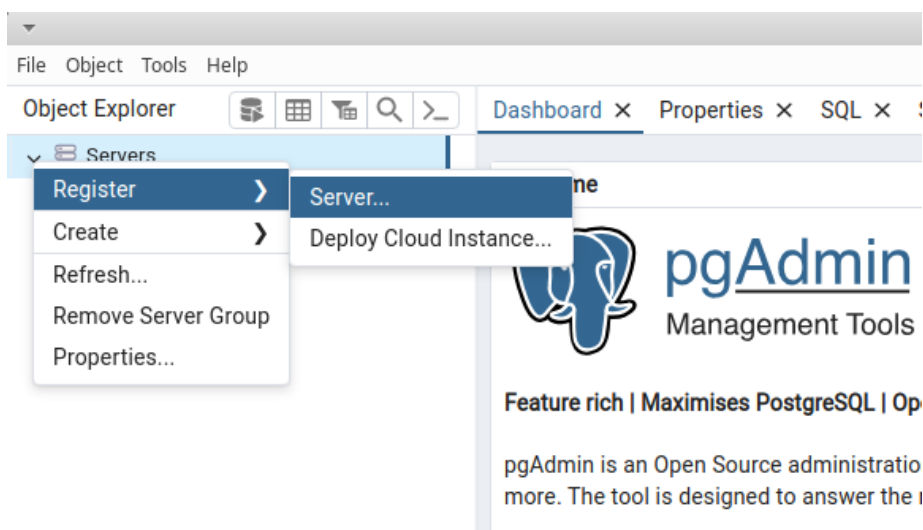 File Object Tools Help
Object Explorer
Dashboard × Properties × SQL ×
Servers
Register ❯
Create ❯
Refresh...
Remove Server Group
Properties...
Server...
Deploy Cloud Instance...
pgAdmin
Management Tools
Feature rich | Maximises PostgreSQL |
pgAdmin is an Open Source
more. The tool is designed to answer the